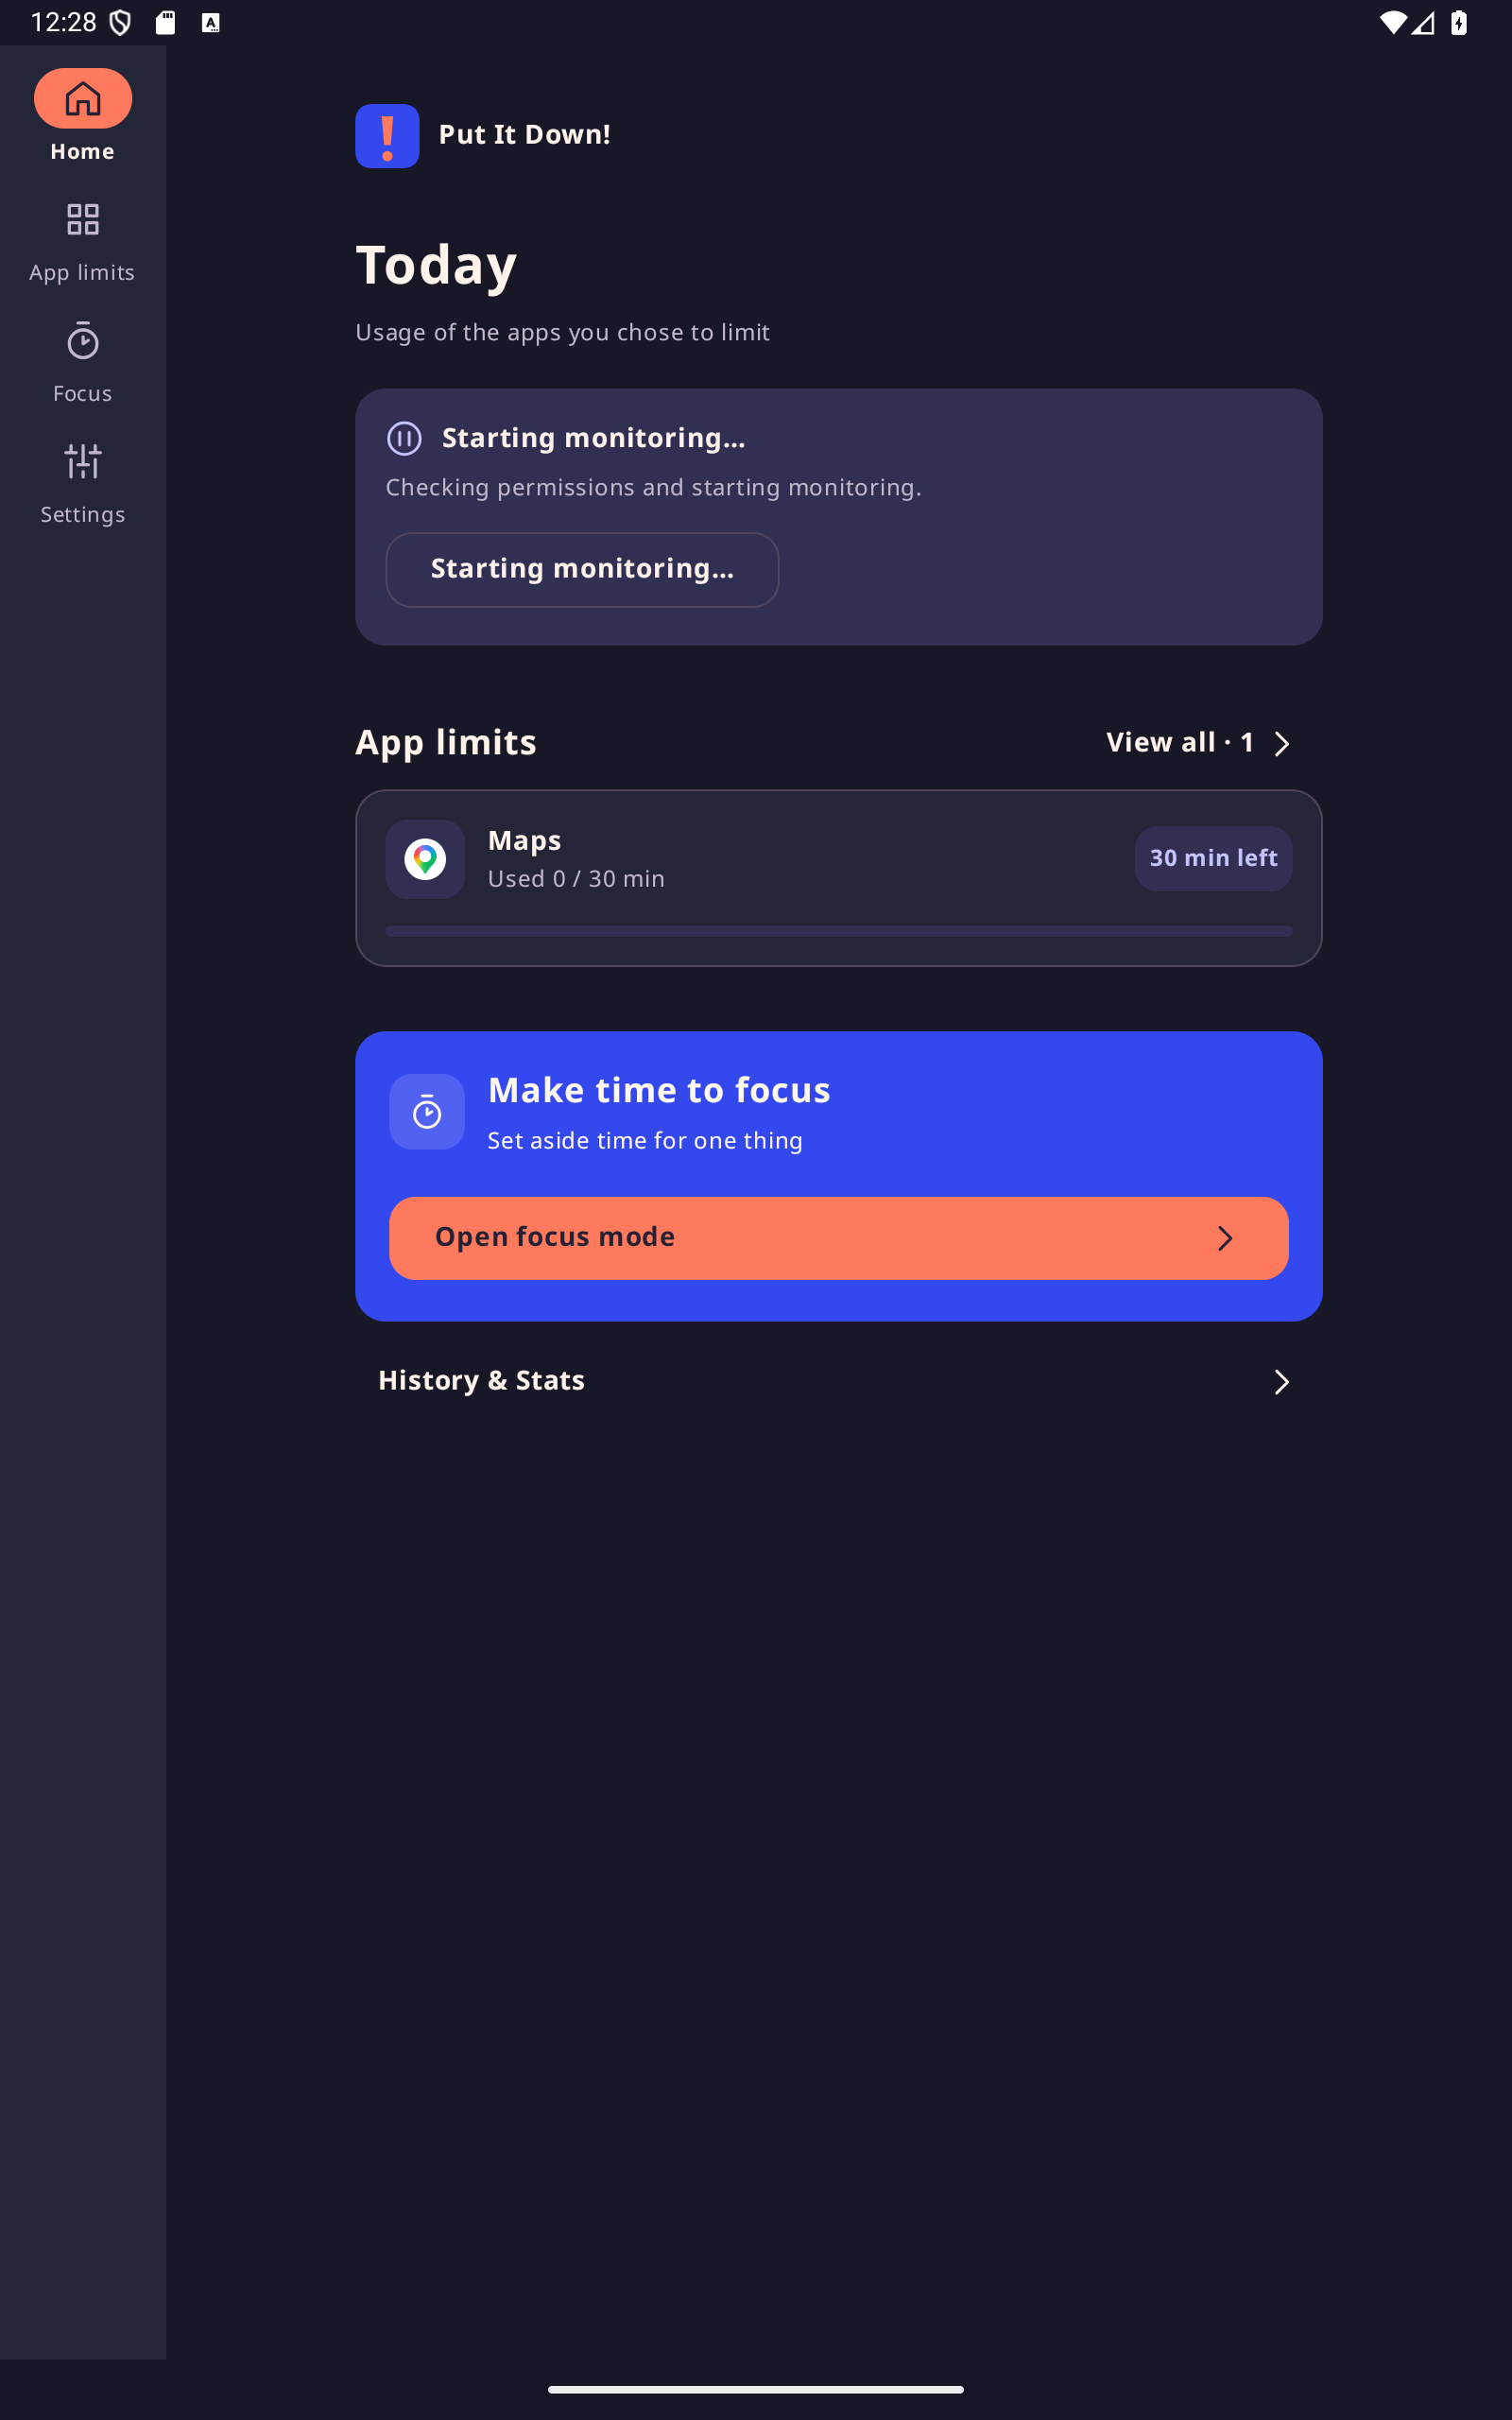 12:28
Home
App limits
Focus
Settings
Put It Down!
Today
Usage of the apps you chose to limit
Starting monitoring...
Checking permissions and starting monitoring.
Starting monitoring...
App limits
View all · 1
Maps
Used 0 / 30 min
30 min left
Make time to focus
Set aside time for one thing
Open focus mode
History & Stats